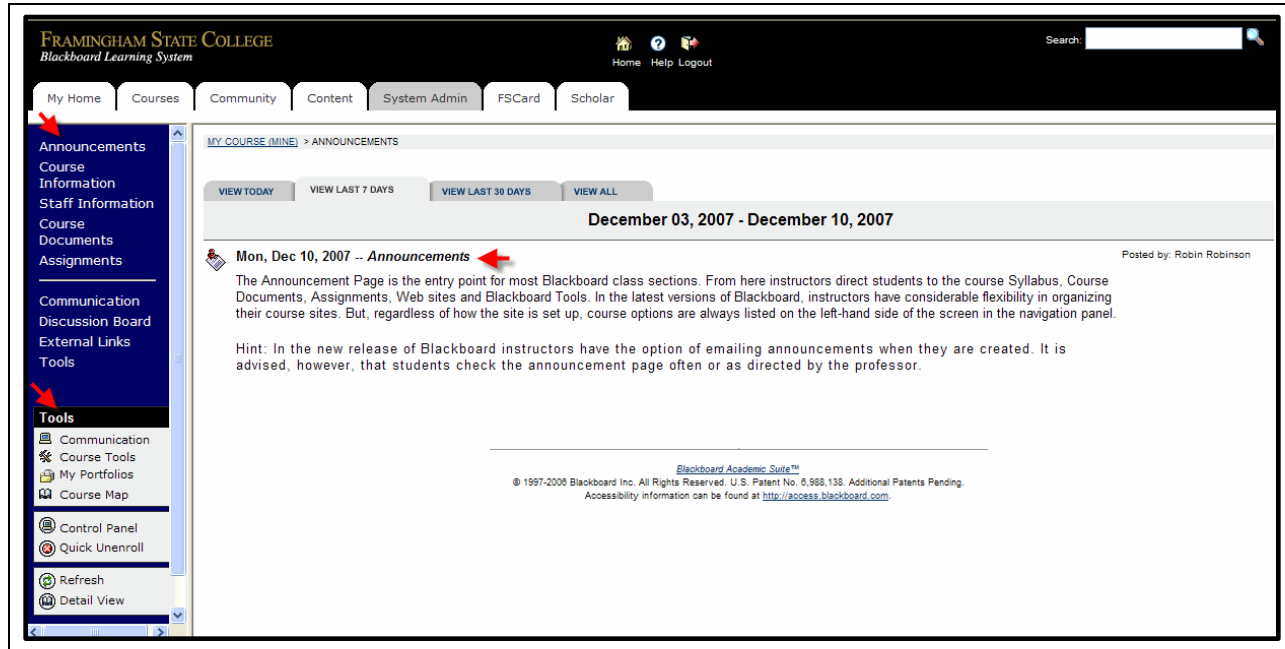 FRAMINGHAM STATE COLLEGE
Blackboard Learning System
Home Help Logout
Search:
My Home Courses Community Content System Admin FSCard Scholar
Announcements
Course
Information
Staff Information
Course
Documents
Assignments
Communication
Discussion Board
External Links
Tools
Tools
Communication
Course Tools
My Portfolios
Course Map
Control Panel
Quick Unenroll
Refresh
Detail View
MY COURSE (MINE) > ANNOUNCEMENTS
VIEW TODAY VIEW LAST 7 DAYS VIEW LAST 30 DAYS VIEW ALL
December 03, 2007 - December 10, 2007
Mon, Dec 10, 2007 -- Announcements
Posted by: Robin Robinson
The Announcement Page is the entry point for most Blackboard class sections. From here instructors direct students to the course Syllabus, Course
Documents, Assignments, Web sites and Blackboard Tools. In the latest versions of Blackboard, instructors have considerable flexibility in organizing
their course sites. But, regardless of how the site is set up, course options are always listed on the left-hand side of the screen in the navigation panel.
Hint: In the new release of Blackboard instructors have the option of emailing announcements when they are created. It is
advised, however, that students check the announcement page often or as directed by the professor.
Blackboard Academic Suite™
© 1997-2006 Blackboard Inc. All Rights Reserved. U.S. Patent No. 6,988,138. Additional Patents Pending.
Accessibility information can be found at http://access.blackboard.com.